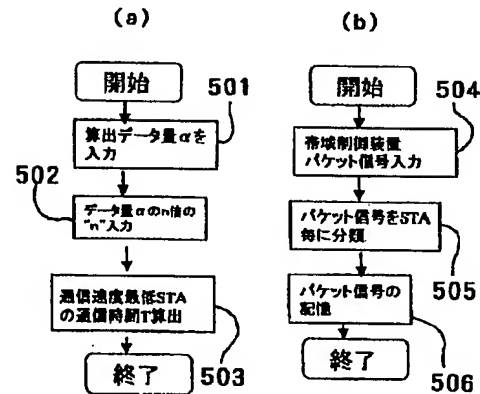 (a)
開始
501
算出データ量αを
入力
502
データ量αのn倍の
"n"入力
通信速度最低STA
の通信時間T算出
503
終了
(b)
開始
504
帯域制御装置
パケット信号入力
パケット信号をSTA
毎に分類
505
パケット信号の
記憶
506
終了